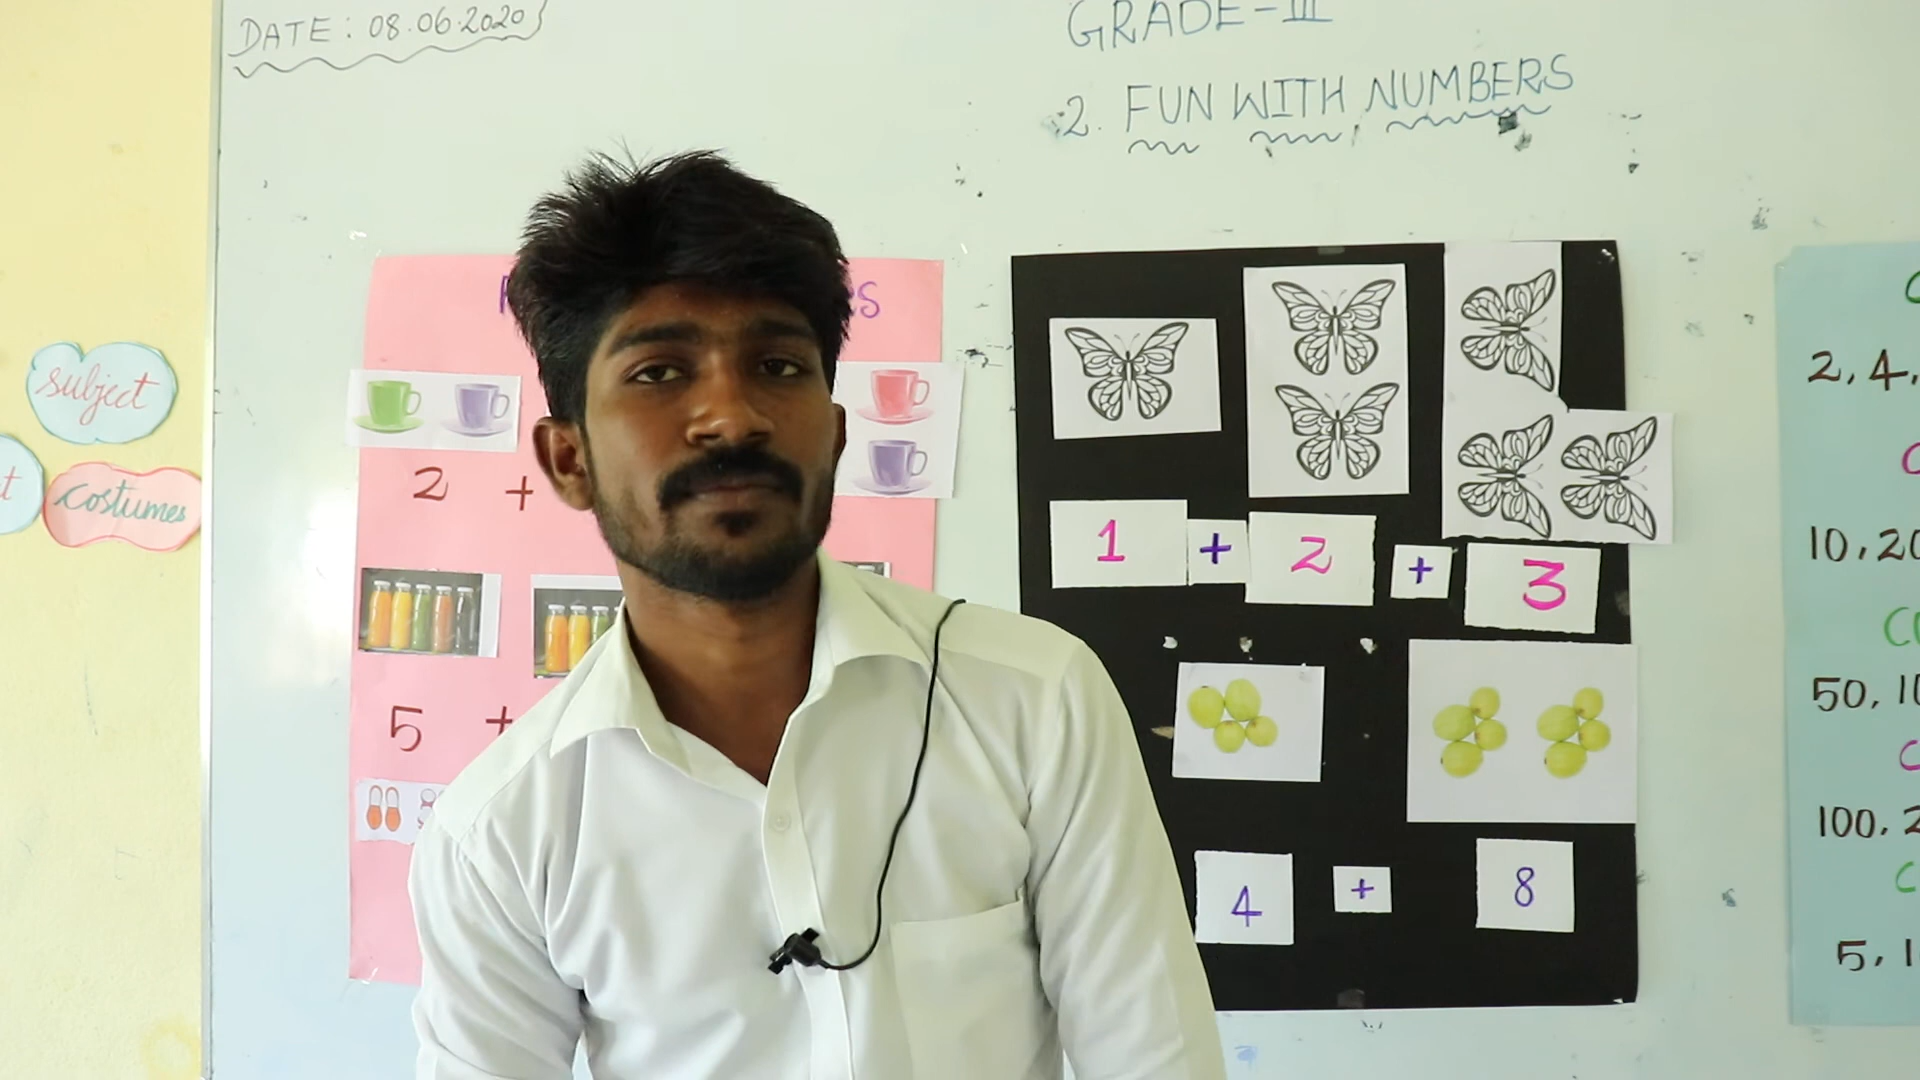 DATE: 08.06.2020
GRADE-III
2. FUN WITH NUMBERS
subject
costumes
2 +
5 +
1 + 2 + 3
4 + 8
2, 4,
10, 20
50, 10
100, 2
5, 1